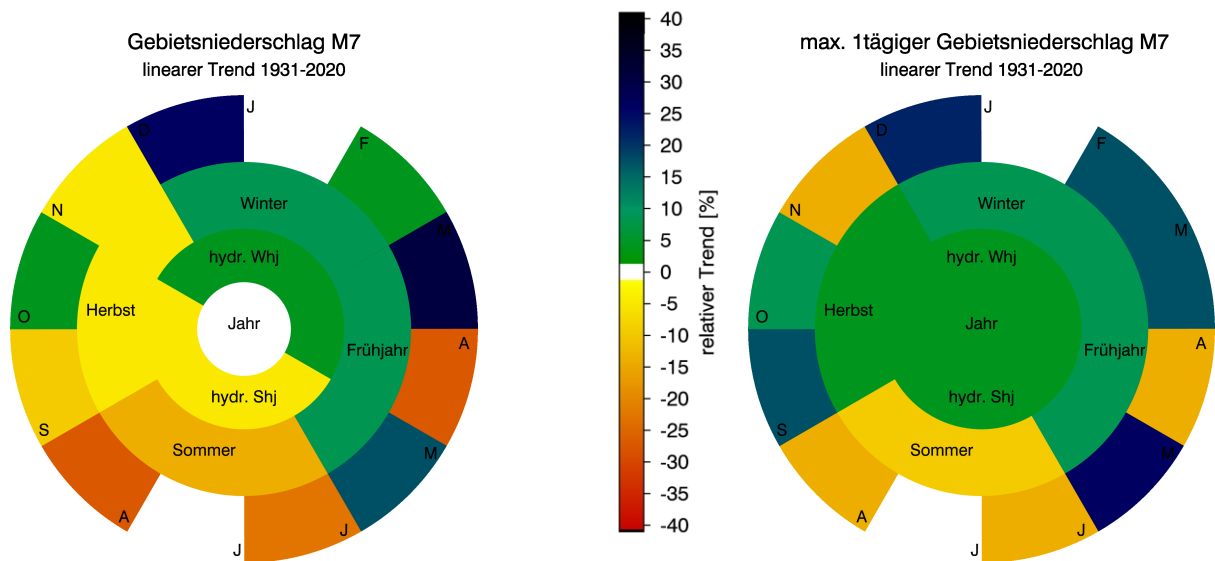 Gebietsniederschlag M7
linearer Trend 1931-2020
J
F
M
A
M
J
J
A
S
O
N
D
Winter
hydr. Whj
Jahr
Herbst
Frühjahr
hydr. Shj
Sommer
40
35
30
25
20
15
10
5
0
-5
-10
-15
-20
-25
-30
-35
-40
relativer Trend [%]
max. 1tägiger Gebietsniederschlag M7
linearer Trend 1931-2020
J
F
M
A
M
J
J
A
S
O
N
D
Winter
hydr. Whj
Jahr
Herbst
Frühjahr
hydr. Shj
Sommer